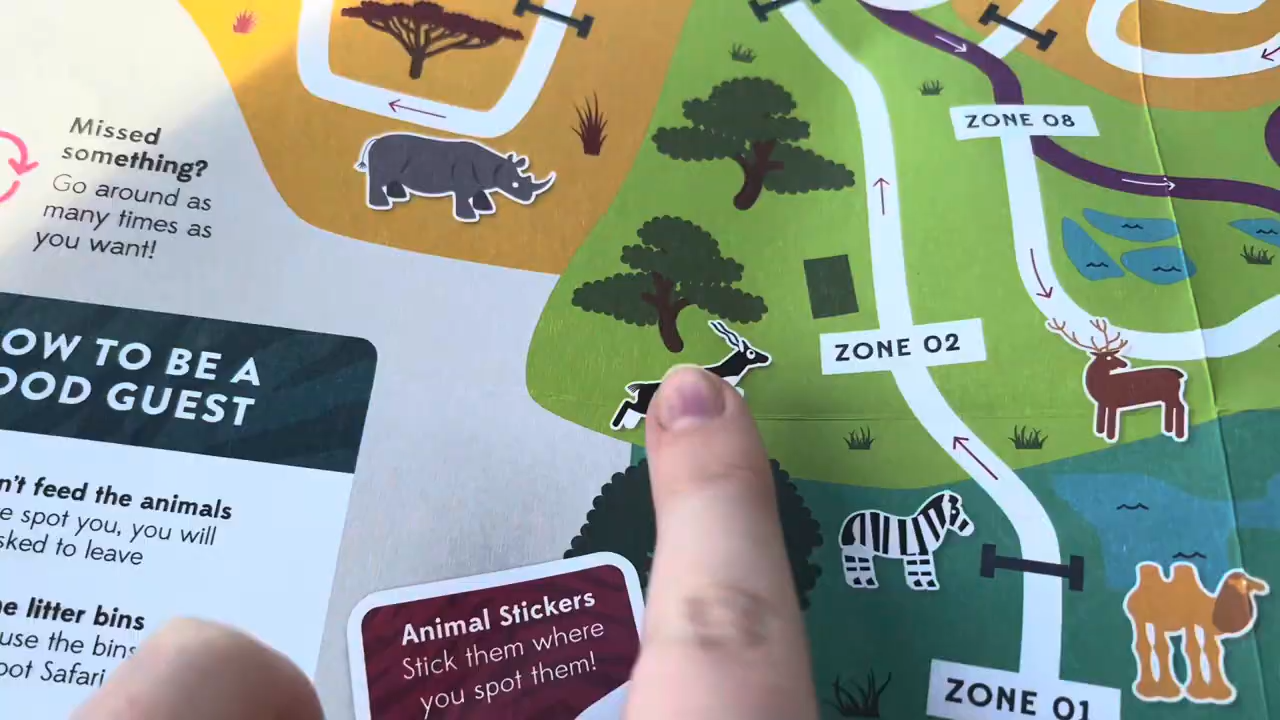 Missed
something?
Go around as
many times as
you want!
ZONE 08
ZONE 02
OW TO BE A
OOD GUEST
n't feed the animals
e spot you, you will
sked to leave
e litter bins
use the bins
oot Safari
Animal Stickers
Stick them where
you spot them!
ZONE 01